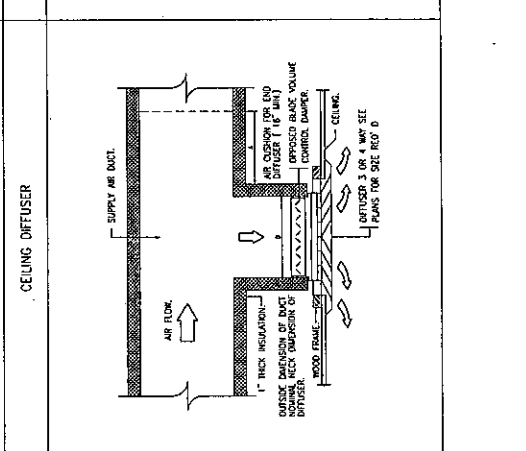 CEILING DIFFUSER
SUPPLY AIR DUCT.
AIR FLOW.
1" THICK INSULATION.
OUTSIDE DIMENSION OF DUCT
NOMINAL NECK DIMENSION OF
DIFFUSER.
WOOD FRAME.
AIR CUSHION FOR END
DIFFUSER ( 16" MIN.)
OPPOSED BLADE VOLUME
CONTROL DAMPER.
CEILING.
DIFFUSER 3 OR 4 WAY SEE
PLANS FOR SIZE REQ' D